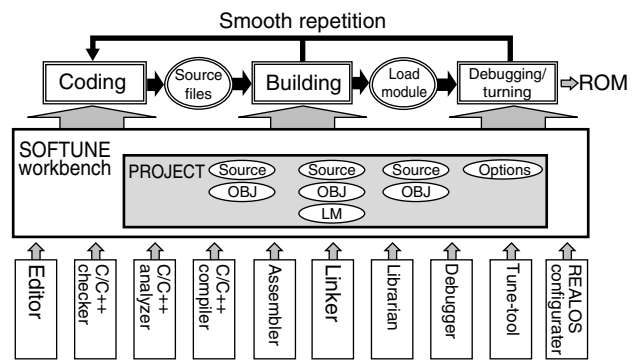 Smooth repetition
Coding
Source
files
Building
Load
module
Debugging/
turning
ROM
SOFTUNE
workbench
PROJECT
Source
OBJ
Source
OBJ
LM
Source
OBJ
Options
Editor
C/C++
checker
C/C++
analyzer
C/C++
compiler
Assembler
Linker
Librarian
Debugger
Tune-tool
REALOS
configurater